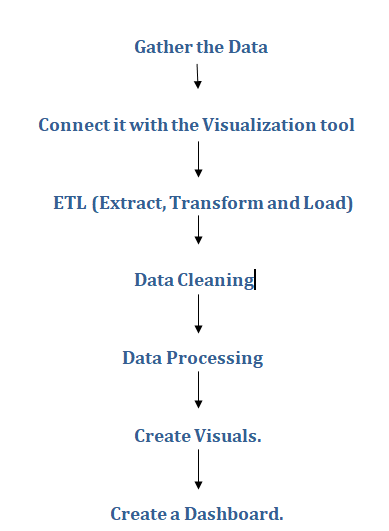 Gather the Data
Connect it with the Visualization tool
ETL (Extract, Transform and Load)
Data Cleaning
Data Processing
Create Visuals.
Create a Dashboard.